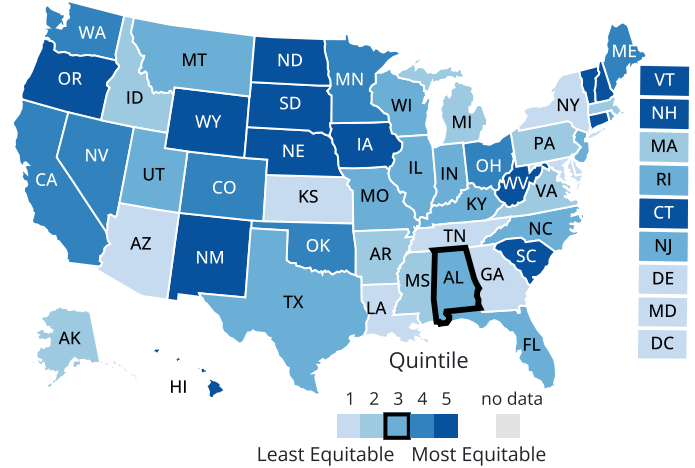 WA
ME
MT
ND
MN
OR
VT
ID
SD
WI
NY
NH
WY
MI
IA
PA
MA
NE
NV
IL
IN
OH
RI
UT
CA
CO
WV
VA
KS
MO
KY
CT
NC
TN
AZ
OK
NJ
NM
AR
SC
MS
AL
GA
DE
TX
LA
MD
AK
FL
DC
Quintile
HI
1 2 3 4 5 no data
Least Equitable Most Equitable